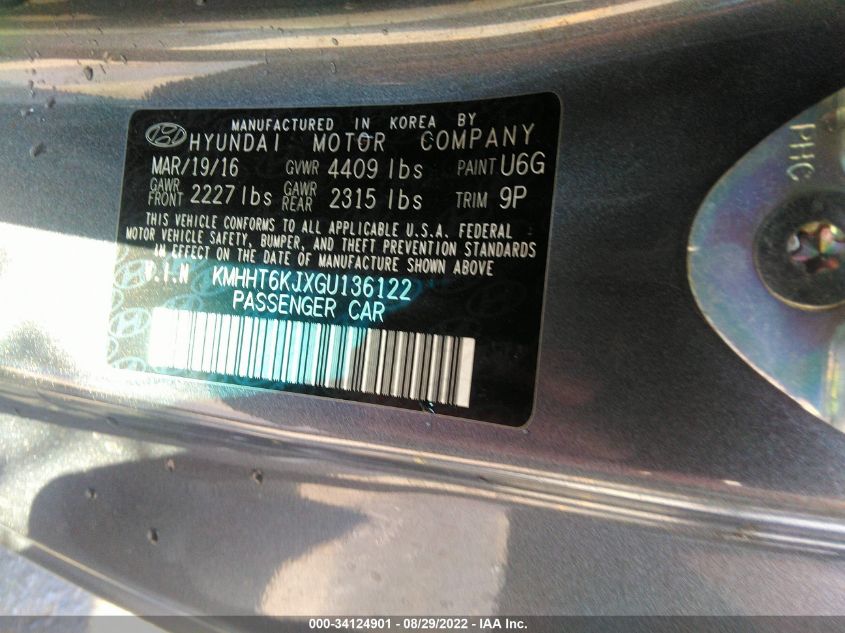 MANUFACTURED IN KOREA BY
HYUNDAI MOTOR COMPANY
MAR/19/16 GVWR 4409 lbs PAINT U6G
GAWR FRONT 2227 lbs GAWR REAR 2315 lbs TRIM 9P
THIS VEHICLE CONFORMS TO ALL APPLICABLE U.S.A. FEDERAL
MOTOR VEHICLE SAFETY, BUMPER, AND THEFT PREVENTION STANDARDS
IN EFFECT ON THE DATE OF MANUFACTURE SHOWN ABOVE
V.I.N KMHHT6KJXGU136122
PASSENGER CAR
PHC
000-34124901 - 08/29/2022 - IAA Inc.